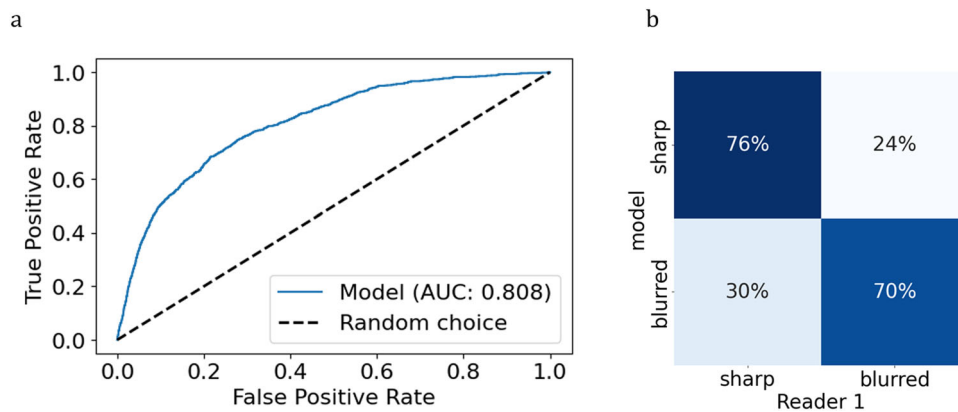 a
b
1.0
0.8
0.6
0.4
0.2
0.0
True Positive Rate
Model (AUC: 0.808)
Random choice
0.0 0.2 0.4 0.6 0.8 1.0
False Positive Rate
model
sharp
76% 24%
blurred
30% 70%
sharp blurred
Reader 1